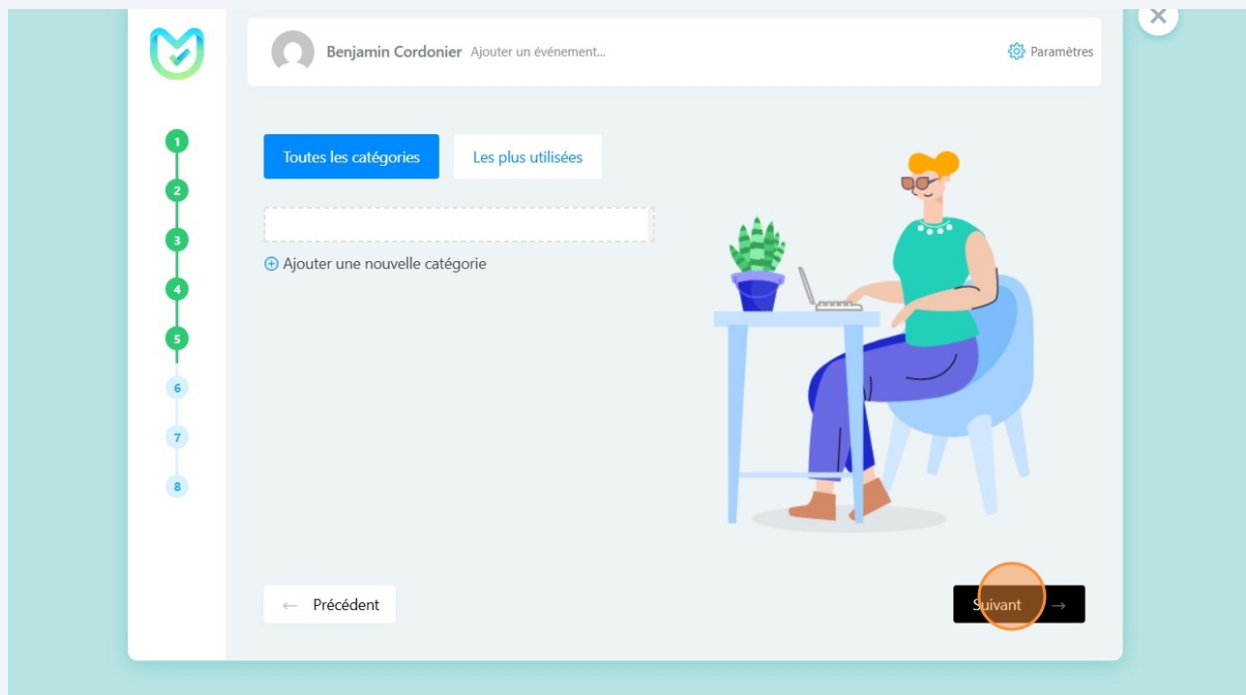 Benjamin Cordonier Ajouter un événement...
Paramètres
1
2
3
4
5
6
7
8
Toutes les catégories
Les plus utilisées
Ajouter une nouvelle catégorie
Précédent
Suivant